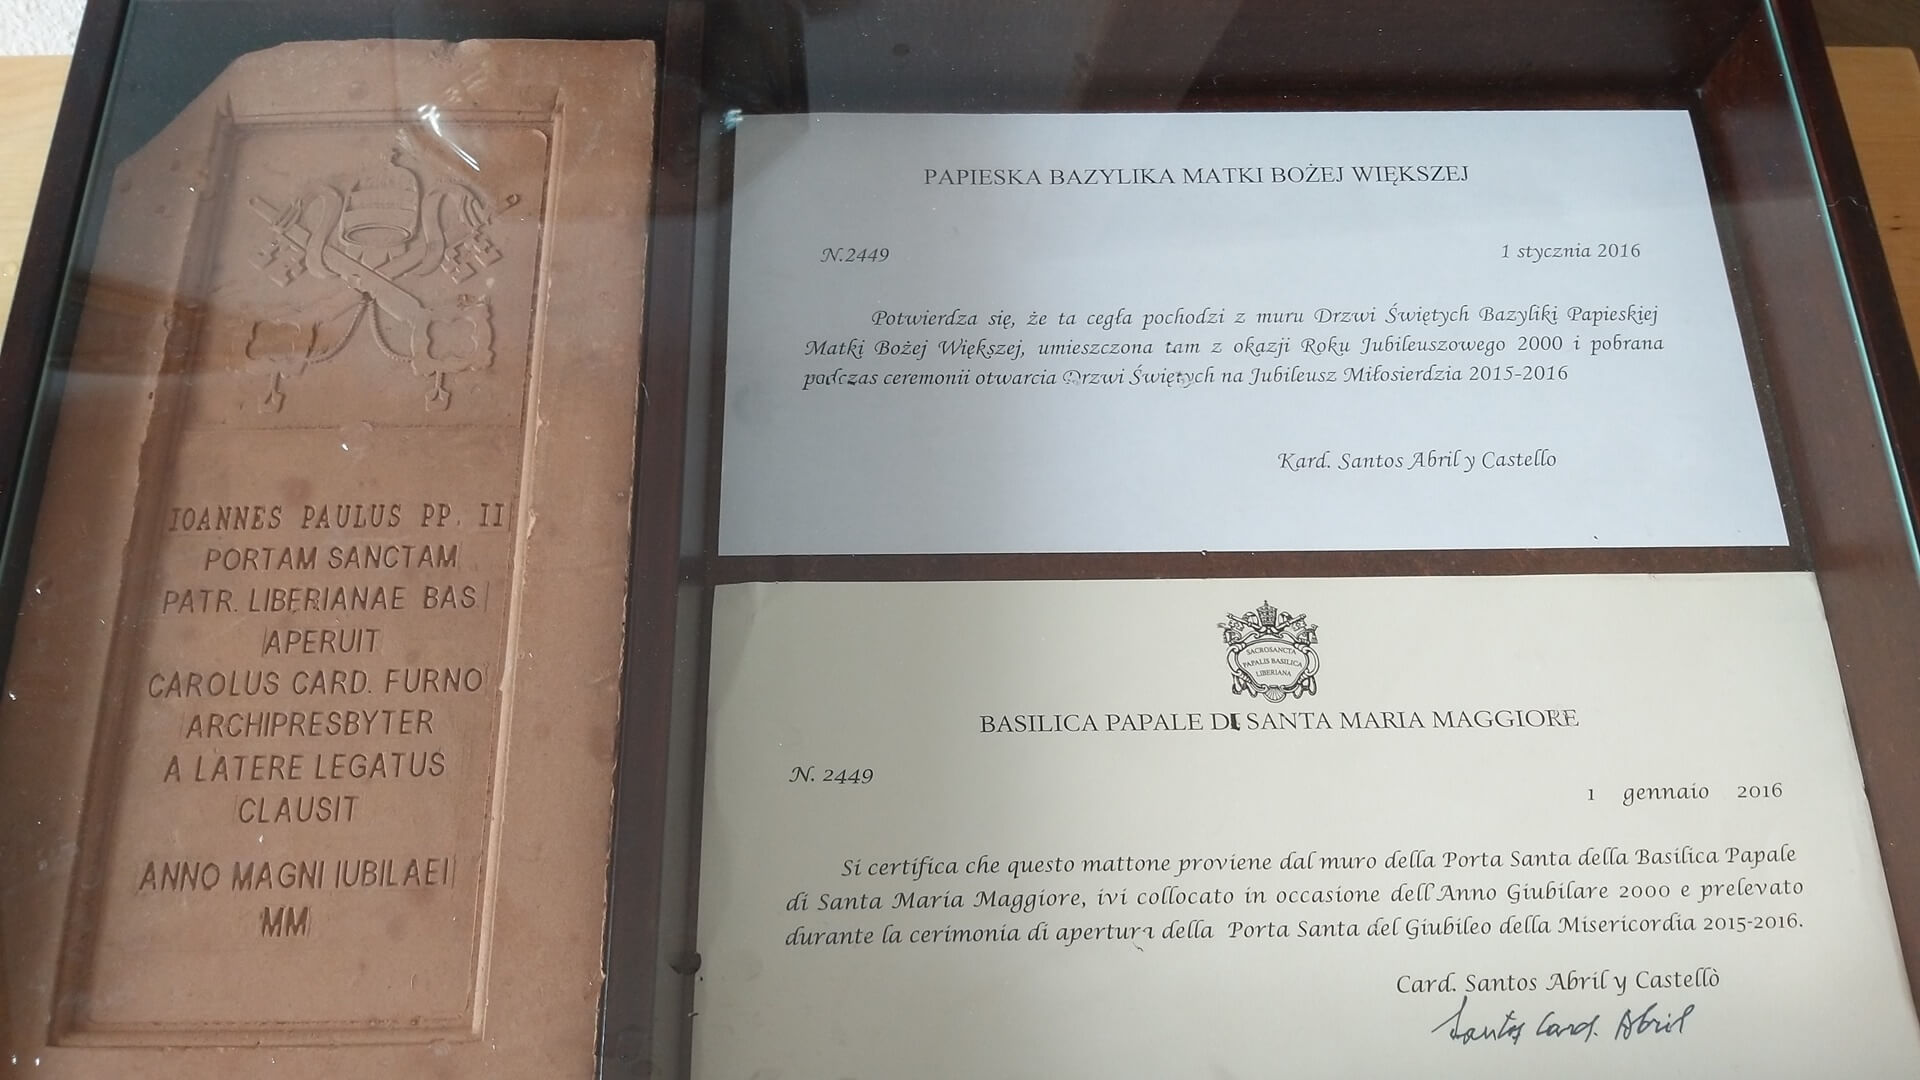 IOANNES PAULUS PP. II
PORTAM SANCTAM
PATR. LIBERIANAE BAS.
APERUIT
CAROLUS CARD. FURNO
ARCHIPRESBYTER
A LATERE LEGATUS
CLAUSIT
ANNO MAGNI IUBILAEI
MM
PAPIESKA BAZYLIKA MATKI BOŻEJ WIĘKSZEJ
N.2449
1 stycznia 2016
Potwierdza się, że ta cegła pochodzi z muru Drzwi Świętych Bazyliki Papieskiej
Matki Bożej Większej, umieszczona tam z okazji Roku Jubileuszowego 2000 i pobrana
podczas ceremonii otwarcia Drzwi Świętych na Jubileusz Miłosierdzia 2015-2016
Kard. Santos Abril y Castello
SACROSANCTA
PAPALIS BASILICA
LIBERIANA
BASILICA PAPALE DI SANTA MARIA MAGGIORE
N. 2449
1 gennaio 2016
Si certifica che questo mattone proviene dal muro della Porta Santa della Basilica Papale
di Santa Maria Maggiore, ivi collocato in occasione dell'Anno Giubilare 2000 e prelevato
durante la cerimonia di apertura della Porta Santa del Giubileo della Misericordia 2015-2016.
Card. Santos Abril y Castellò
Santos Card. Abril